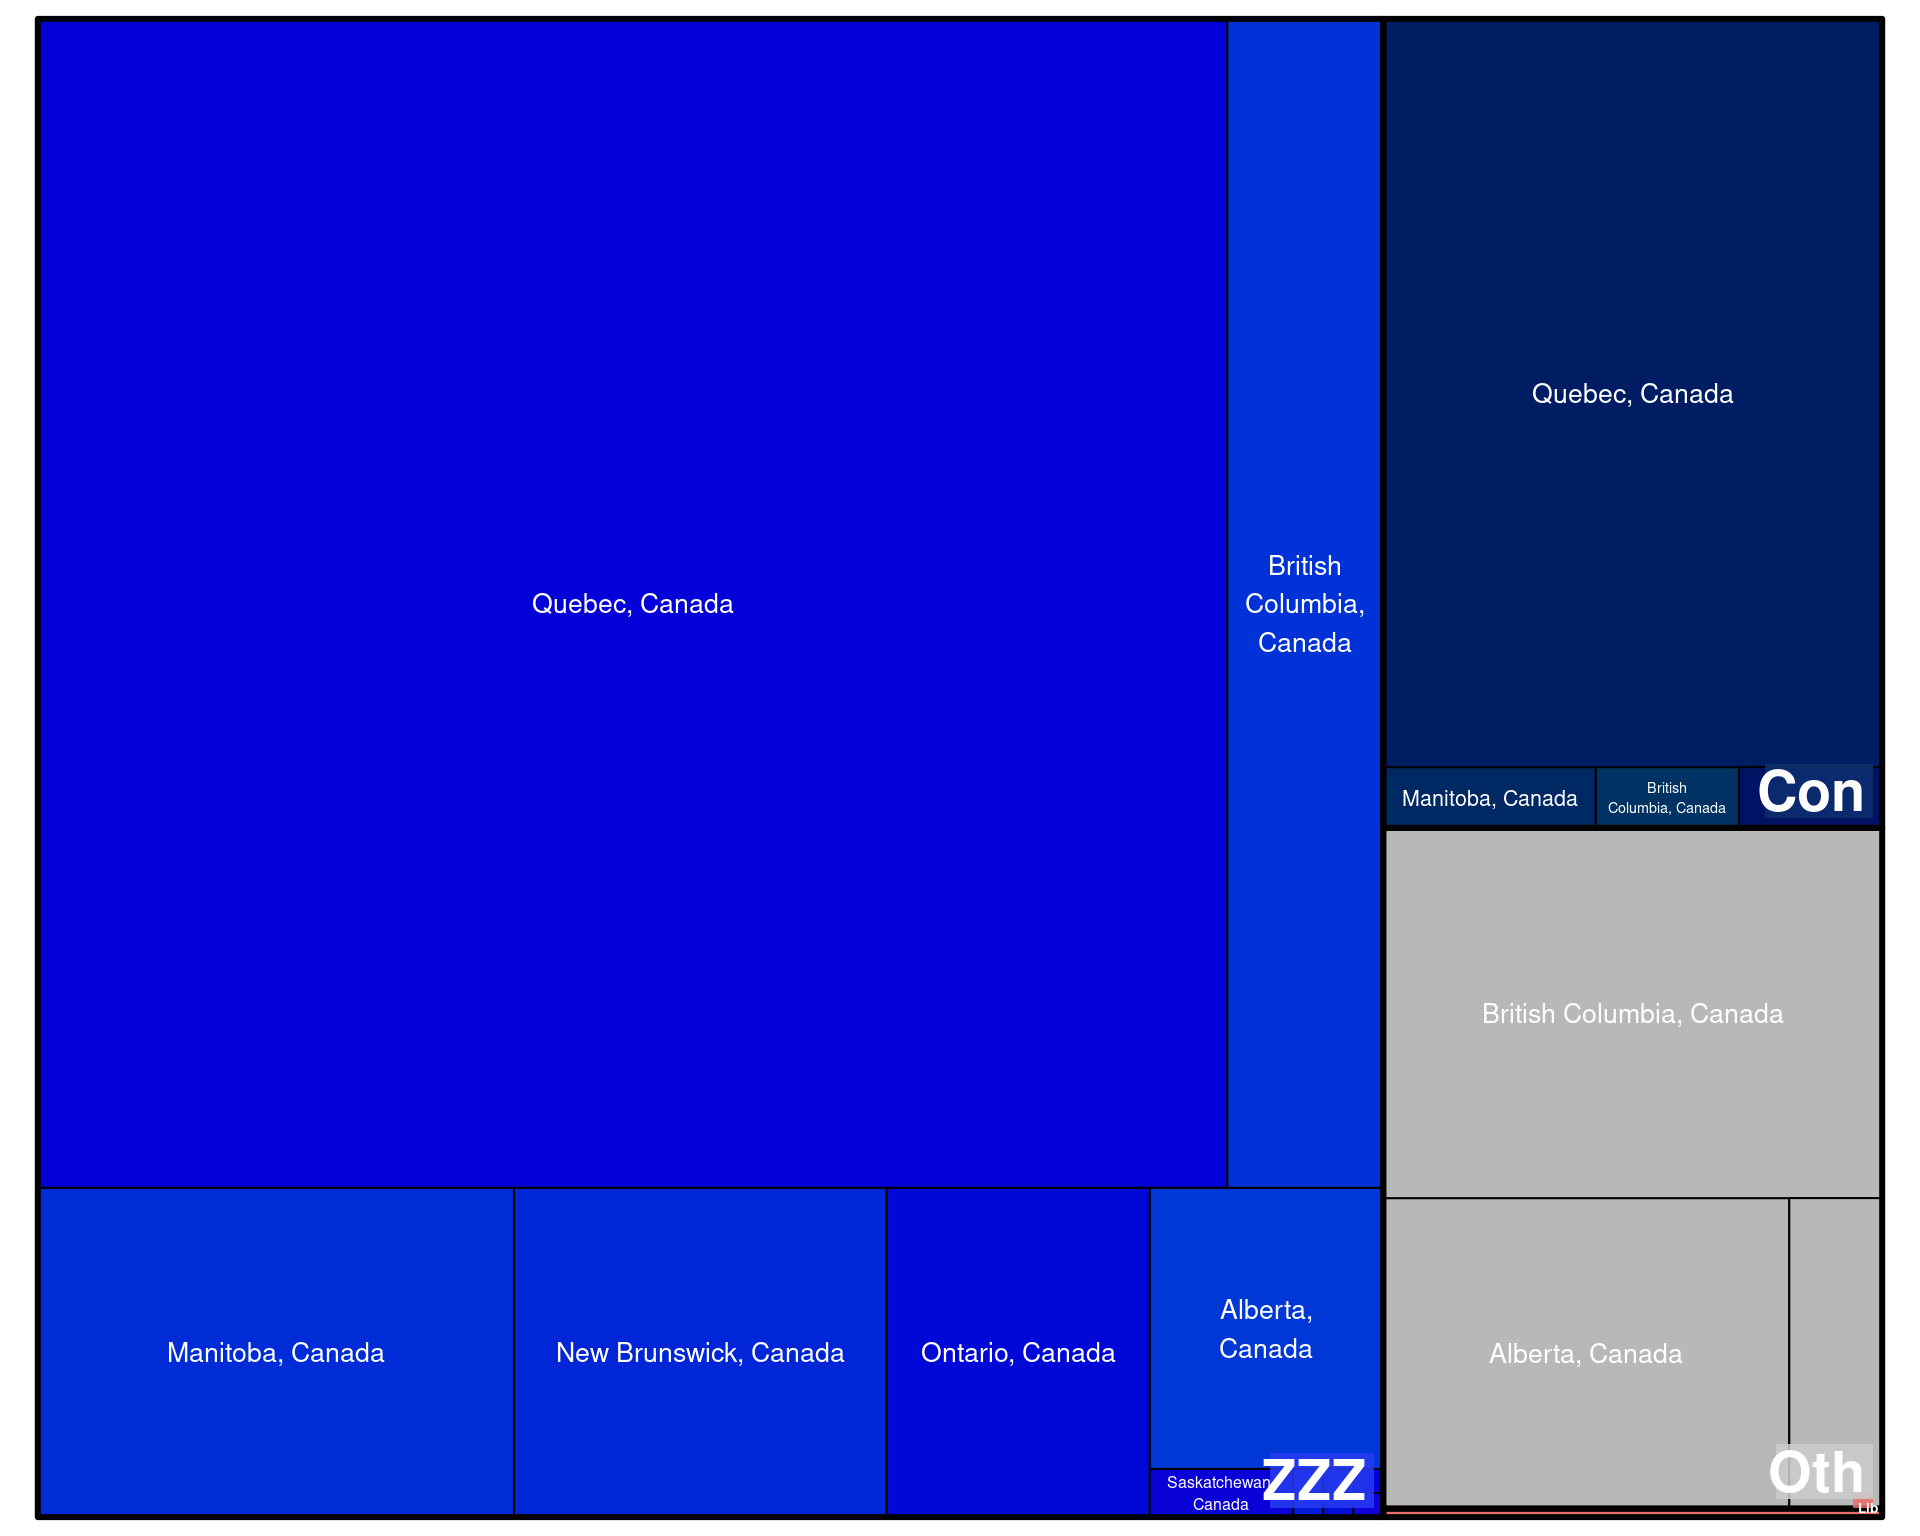 Quebec, Canada
British
Columbia,
Canada
Manitoba, Canada
New Brunswick, Canada
Ontario, Canada
Alberta,
Canada
Saskatchewan
Canada
ZZZ
Quebec, Canada
Manitoba, Canada
British
Columbia, Canada
Con
British Columbia, Canada
Alberta, Canada
Oth
Lib